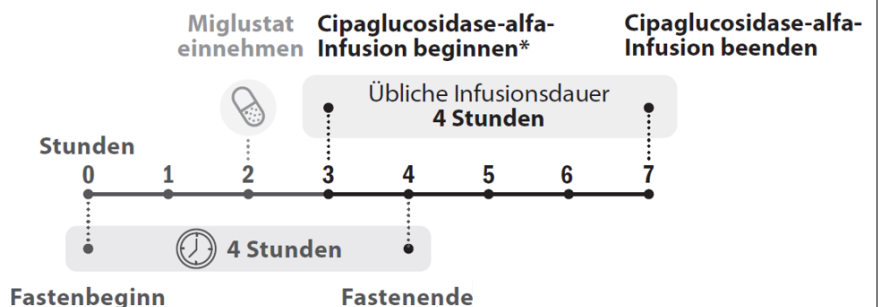 Miglustat
einnehmen
Cipaglucosidase-alfa-
Infusion beginnen*
Cipaglucosidase-alfa-
Infusion beenden
Übliche Infusionsdauer
4 Stunden
Stunden
0 1 2 3 4 5 6 7
4 Stunden
Fastenbeginn
Fastenende